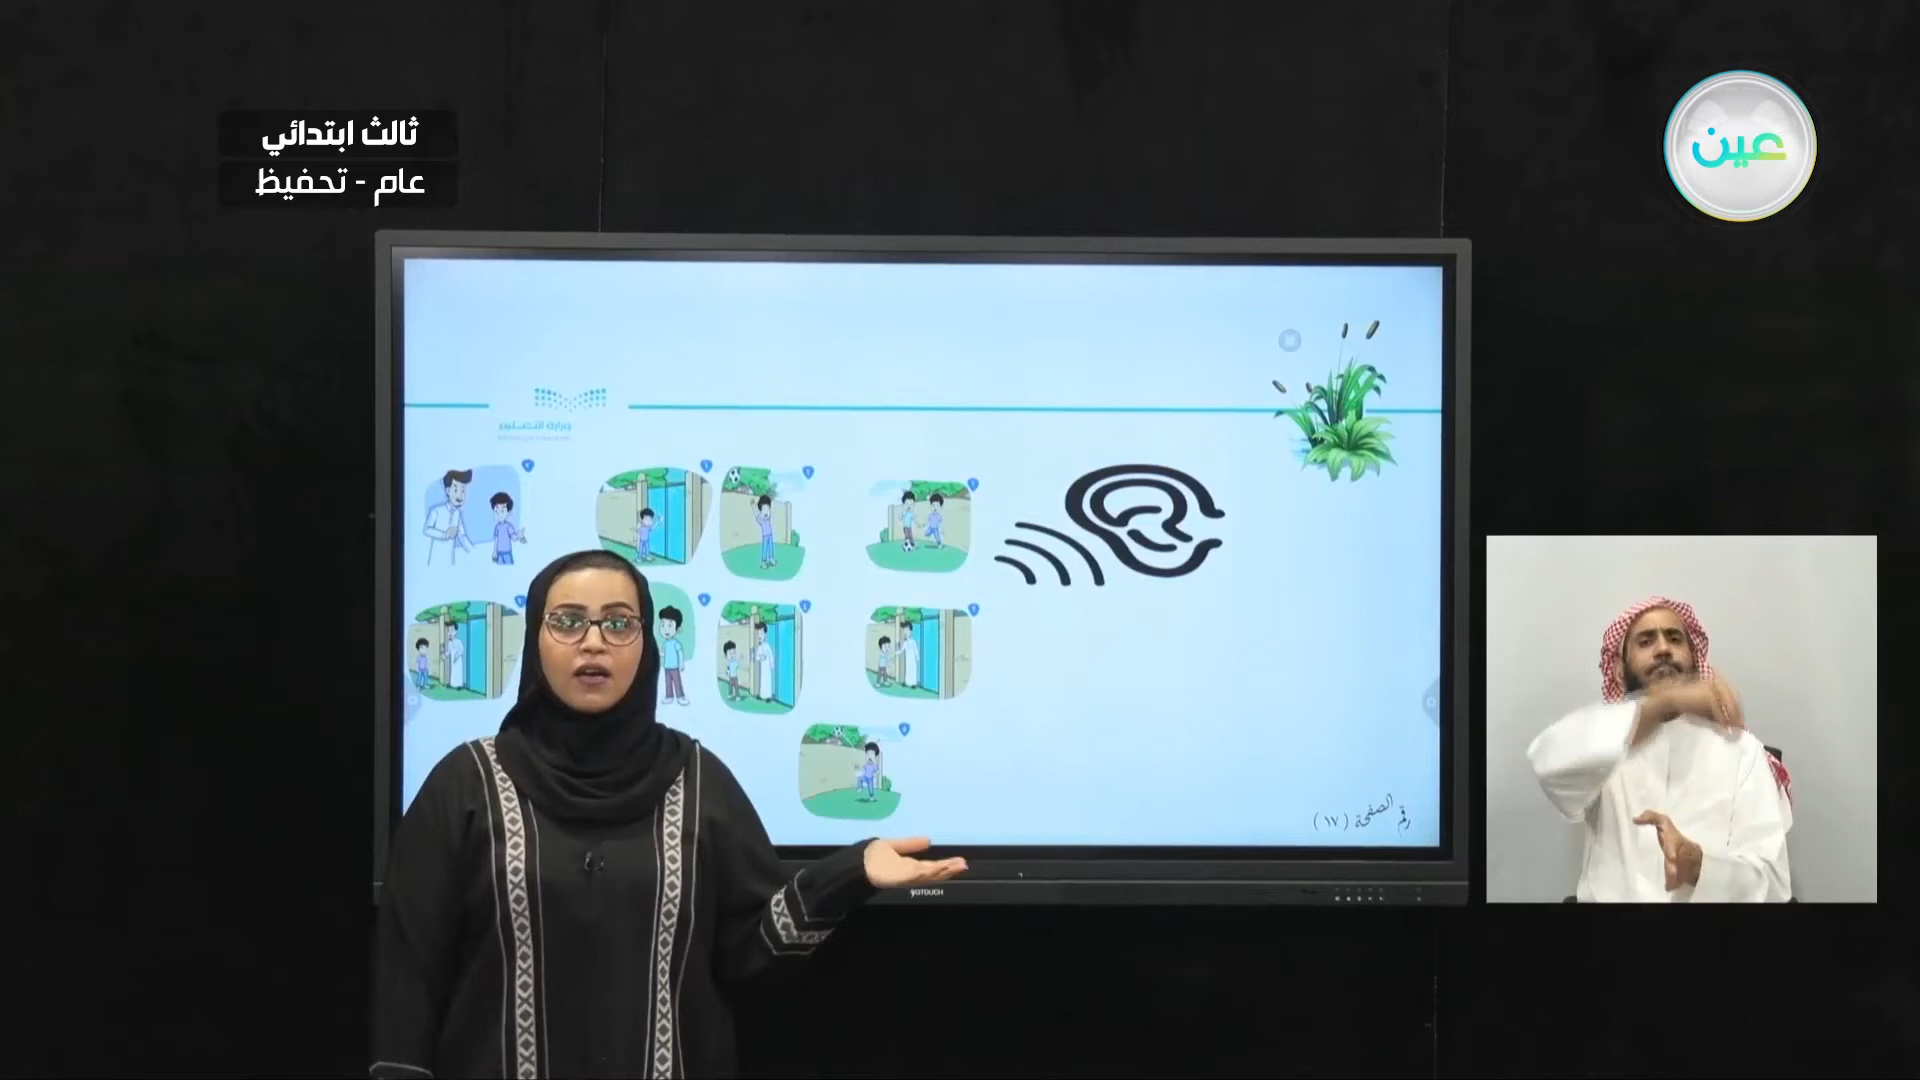 ثالث ابتدائي
عام - تحفيظ
عين
وزارة التعليم
رقم الصفحة (١٧)